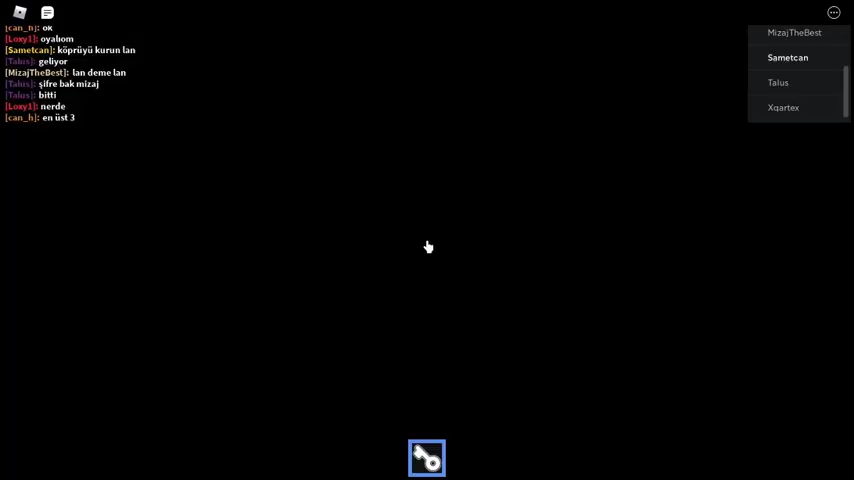 [can_h]: ok
[Loxy1]: oyalıom
[Sametcan]: köprüyü kurun lan
[Talus]: geliyor
[MizajTheBest]: lan deme lan
[Talus]: şifre bak mizaj
[Talus]: bitti
[Loxy1]: nerde
[can_h]: en üst 3
MizajTheBest
Sametcan
Talus
Xqartex